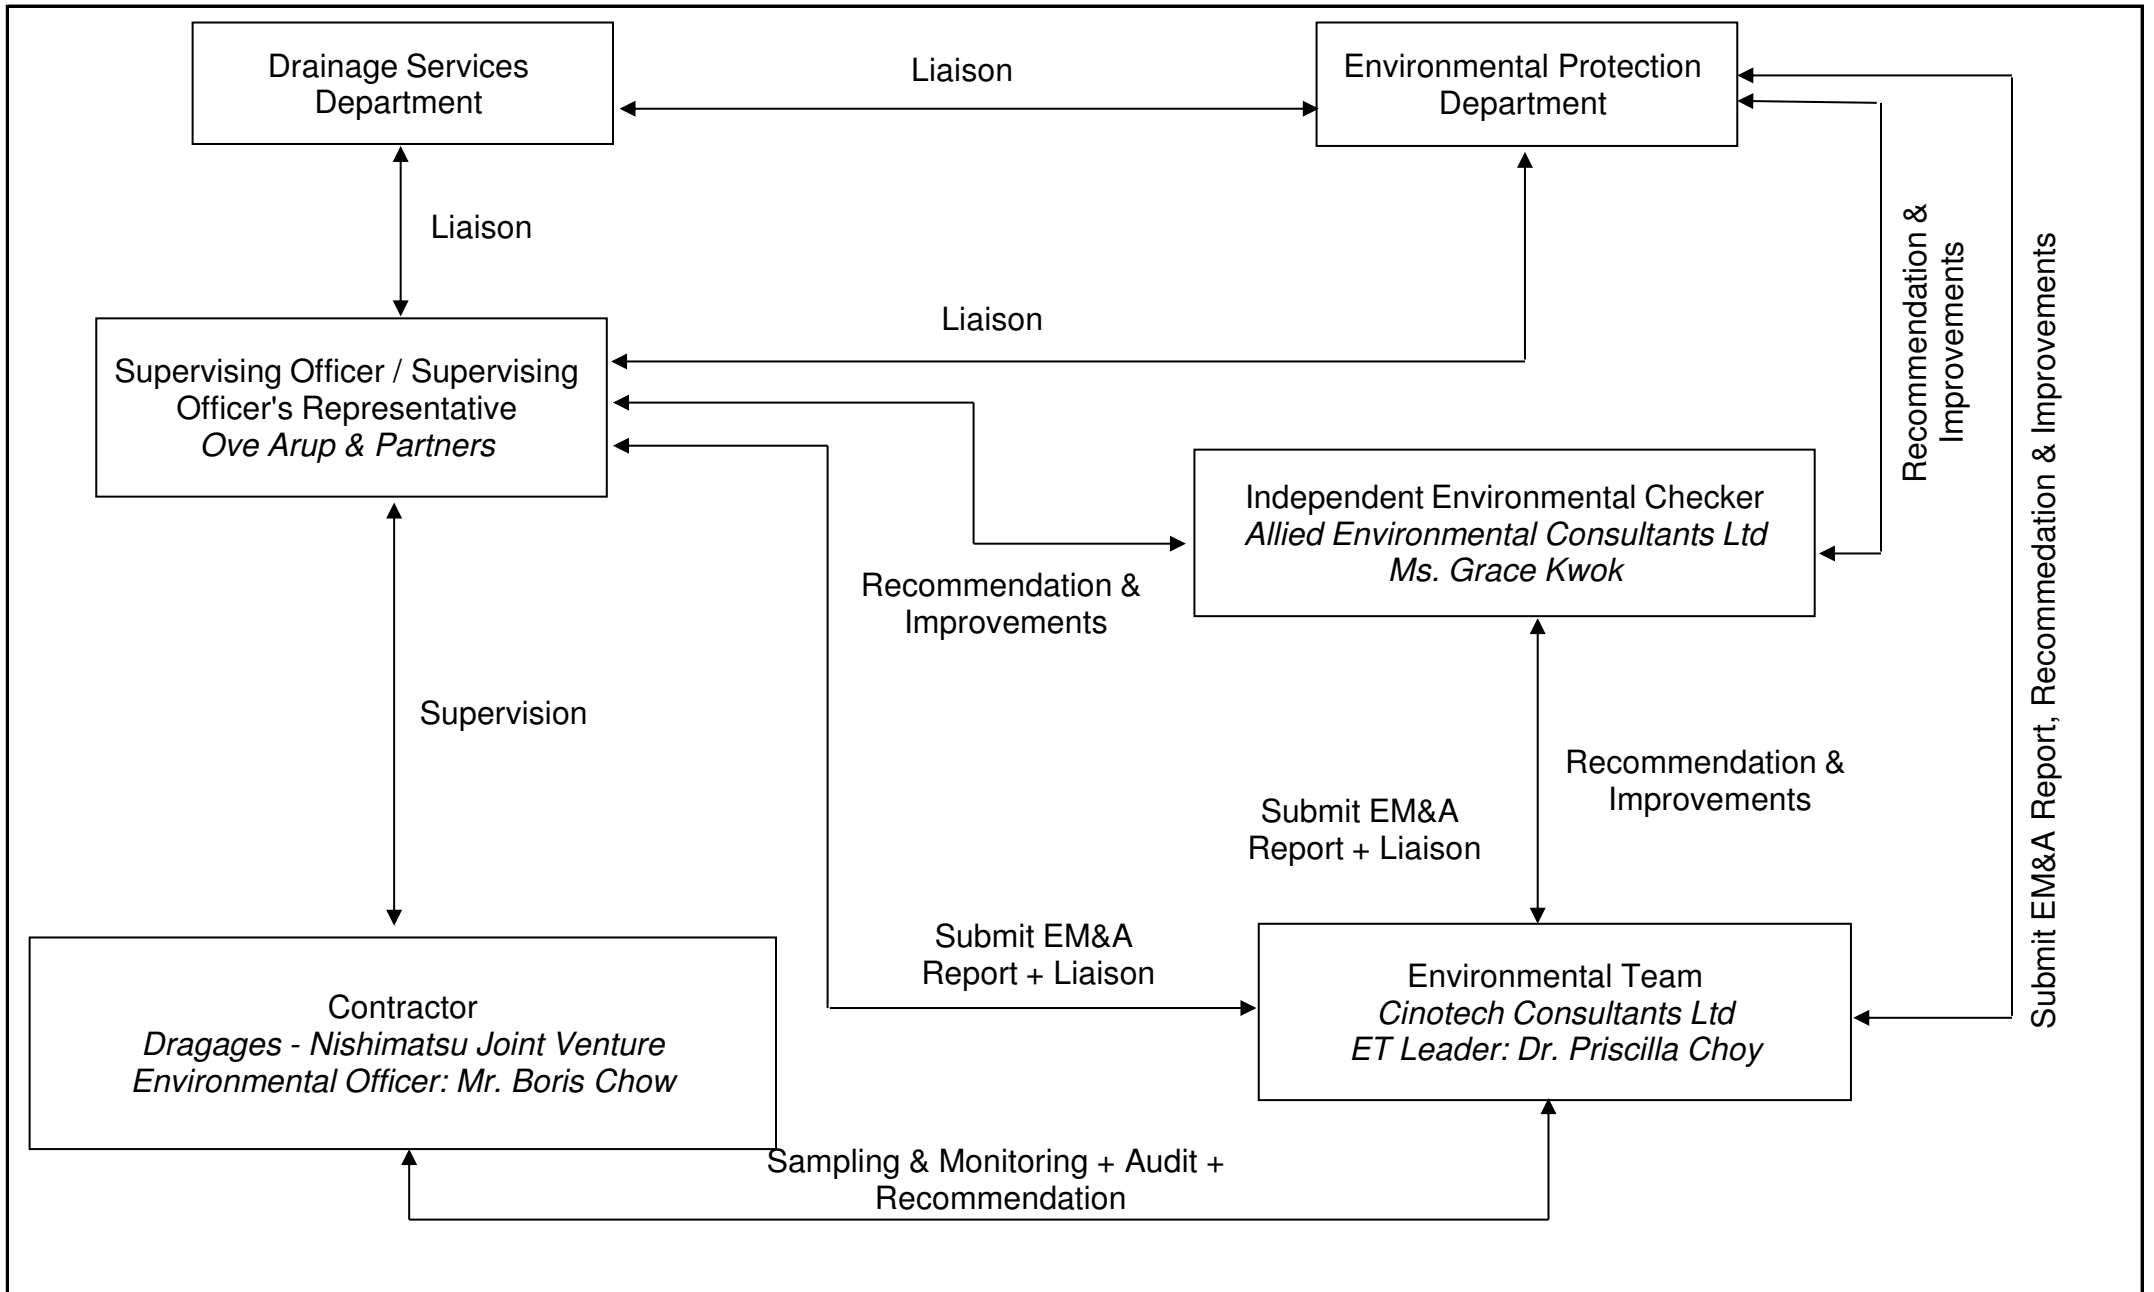 Drainage Services
Department
Liaison
Environmental Protection
Department
Liaison
Recommendation &
Improvements
Submit EM&A Report, Recommedation & Improvements
Liaison
Supervising Officer / Supervising
Officer's Representative
Ove Arup & Partners
Independent Environmental Checker
Allied Environmental Consultants Ltd
Ms. Grace Kwok
Recommendation &
Improvements
Supervision
Recommendation &
Improvements
Submit EM&A
Report + Liaison
Submit EM&A
Report + Liaison
Environmental Team
Cinotech Consultants Ltd
ET Leader: Dr. Priscilla Choy
Contractor
Dragages - Nishimatsu Joint Venture
Environmental Officer: Mr. Boris Chow
Sampling & Monitoring + Audit +
Recommendation